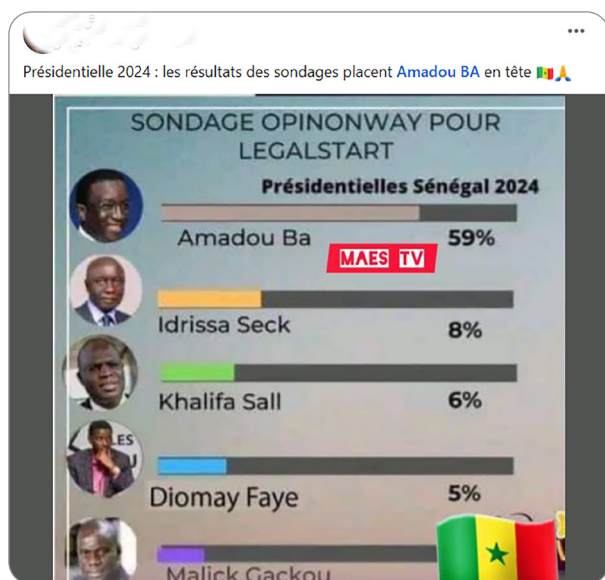 Présidentielle 2024 : les résultats des sondages placent Amadou BA en tête
SONDAGE OPINONWAY POUR
LEGALSTART
Présidentielles Sénégal 2024
Amadou Ba 59%
MAES TV
Idrissa Seck 8%
Khalifa Sall 6%
LES
U
Diomay Faye 5%
Malick Gackou